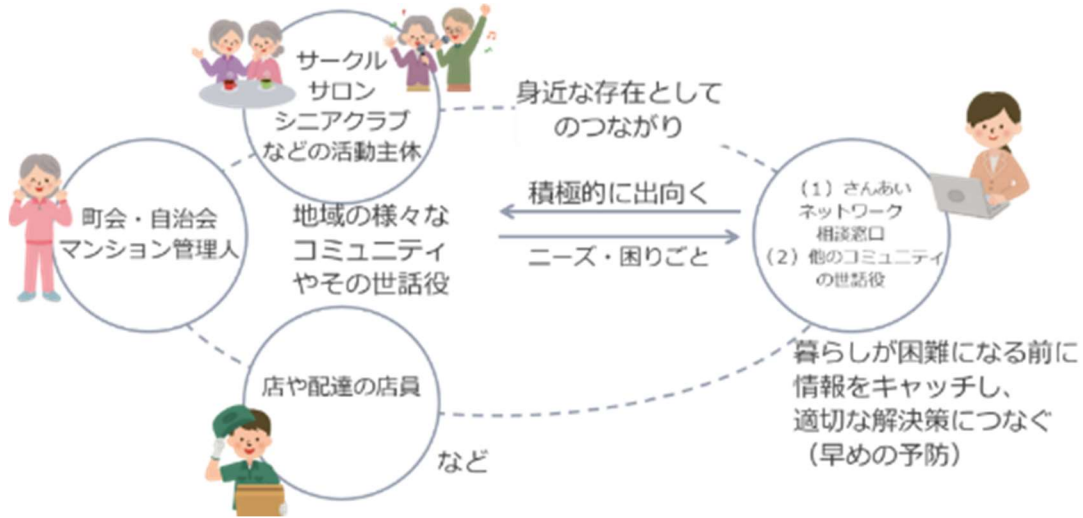 サークル
サロン
シニアクラブ
などの活動主休
町会・自治会
マンション管理人
地域の様々な
コミュニティ
やその世話役
店や配達の店員
など
身近な存在として
のつながり
積極的に出向く
ニーズ・困りごと
（1）さんあい
ネットワーク
相談窓口
（2）他のコミュニティ
の世話役
暮らしが困難になる前に
情報をキャッチし、
適切な解決策につなぐ
（早めの予防）